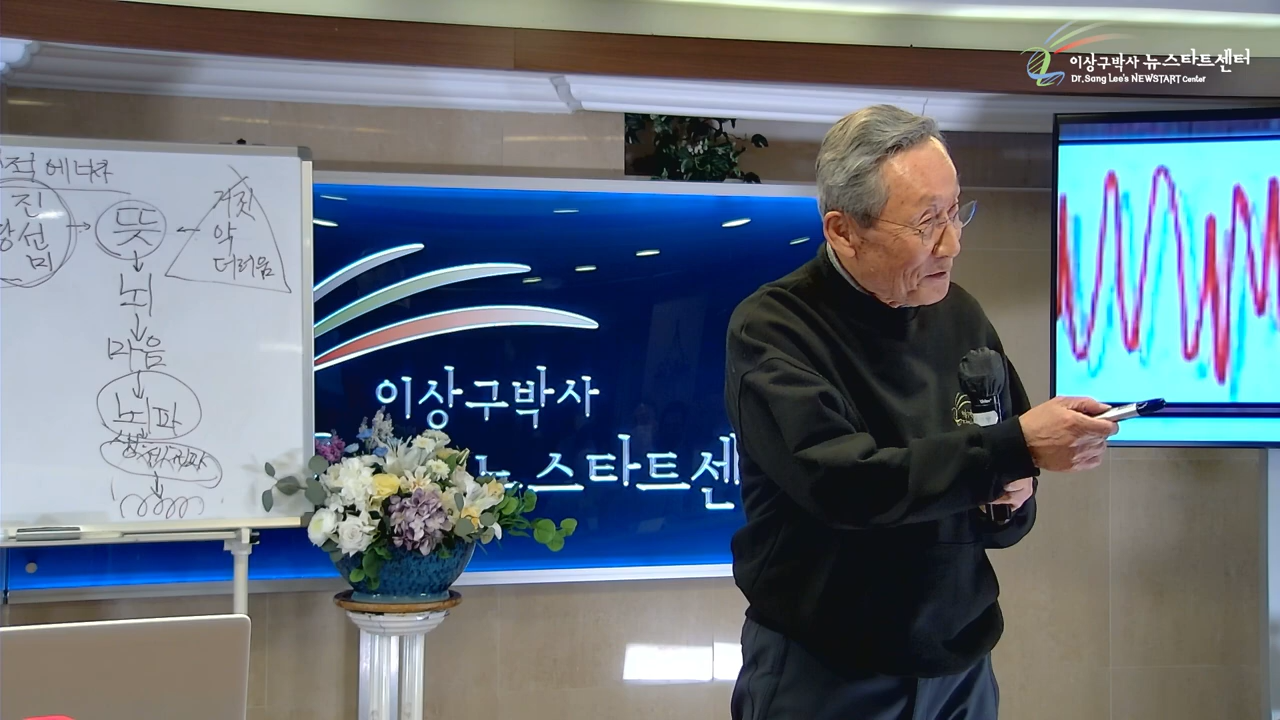 이상구박사 뉴스타트센터
Dr. Sang Lee's NEWSTART Center
적 에너지
진
선
미
뜻
거짓
악
더러움
뇌
마음
뇌파
이상구박사
뉴스타트센